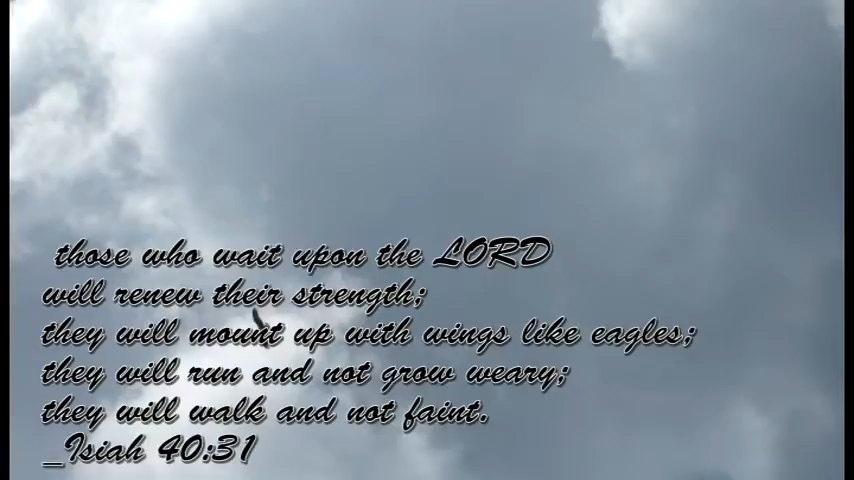 those who wait upon the LORD
will renew their strength;
they will mount up with wings like eagles;
they will run and not grow weary;
they will walk and not faint.
_Isiah 40:31